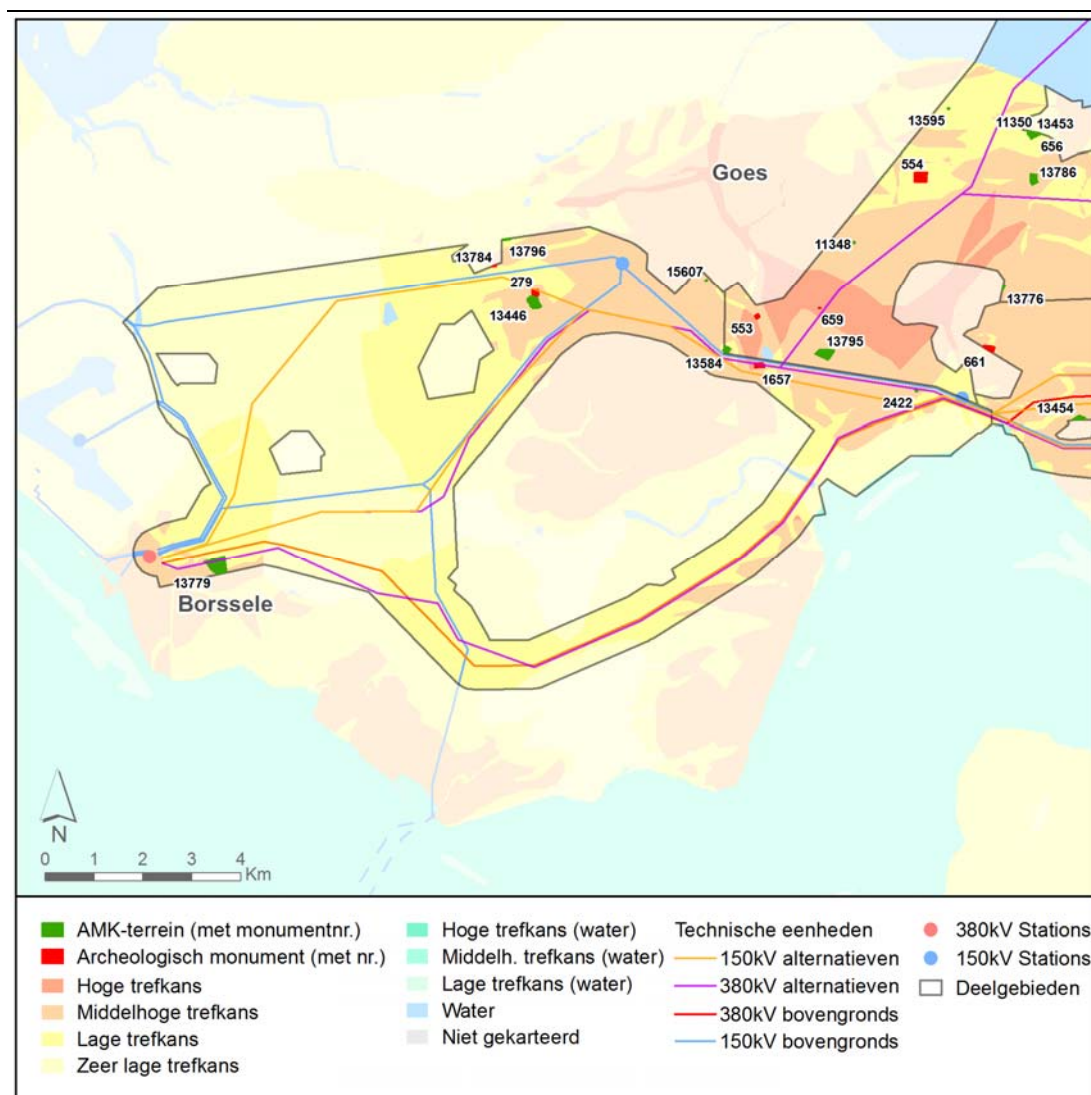 13595
11350 13453
656
554
13786
Goes
11348
13784
13796
15607
13776
279
13446
659
553
13795
13584
661
1657
2422
13454
13779
Borssele
N
0 1 2 3 4
Km
AMK-terrein (met monumentnr.)
Archeologisch monument (met nr.)
Hoge trefkans
Middelhoge trefkans
Lage trefkans
Zeer lage trefkans
Hoge trefkans (water)
Middelh. trefkans (water)
Lage trefkans (water)
Water
Niet gekarteerd
Technische eenheden
150kV alternatieven
380kV alternatieven
380kV bovengronds
150kV bovengronds
380kV Stations
150kV Stations
Deelgebieden